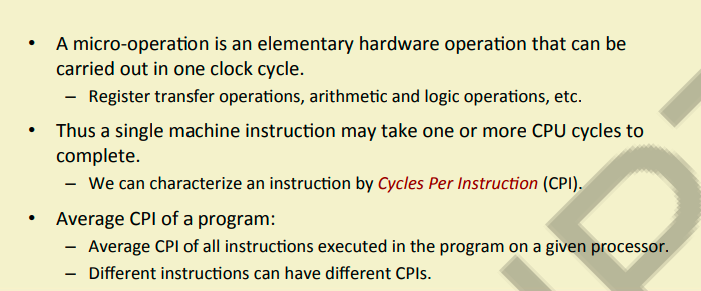 • A micro-operation is an elementary hardware operation that can be
carried out in one clock cycle.
– Register transfer operations, arithmetic and logic operations, etc.
• Thus a single machine instruction may take one or more CPU cycles to
complete.
– We can characterize an instruction by Cycles Per Instruction (CPI).
• Average CPI of a program:
– Average CPI of all instructions executed in the program on a given processor.
– Different instructions can have different CPIs.